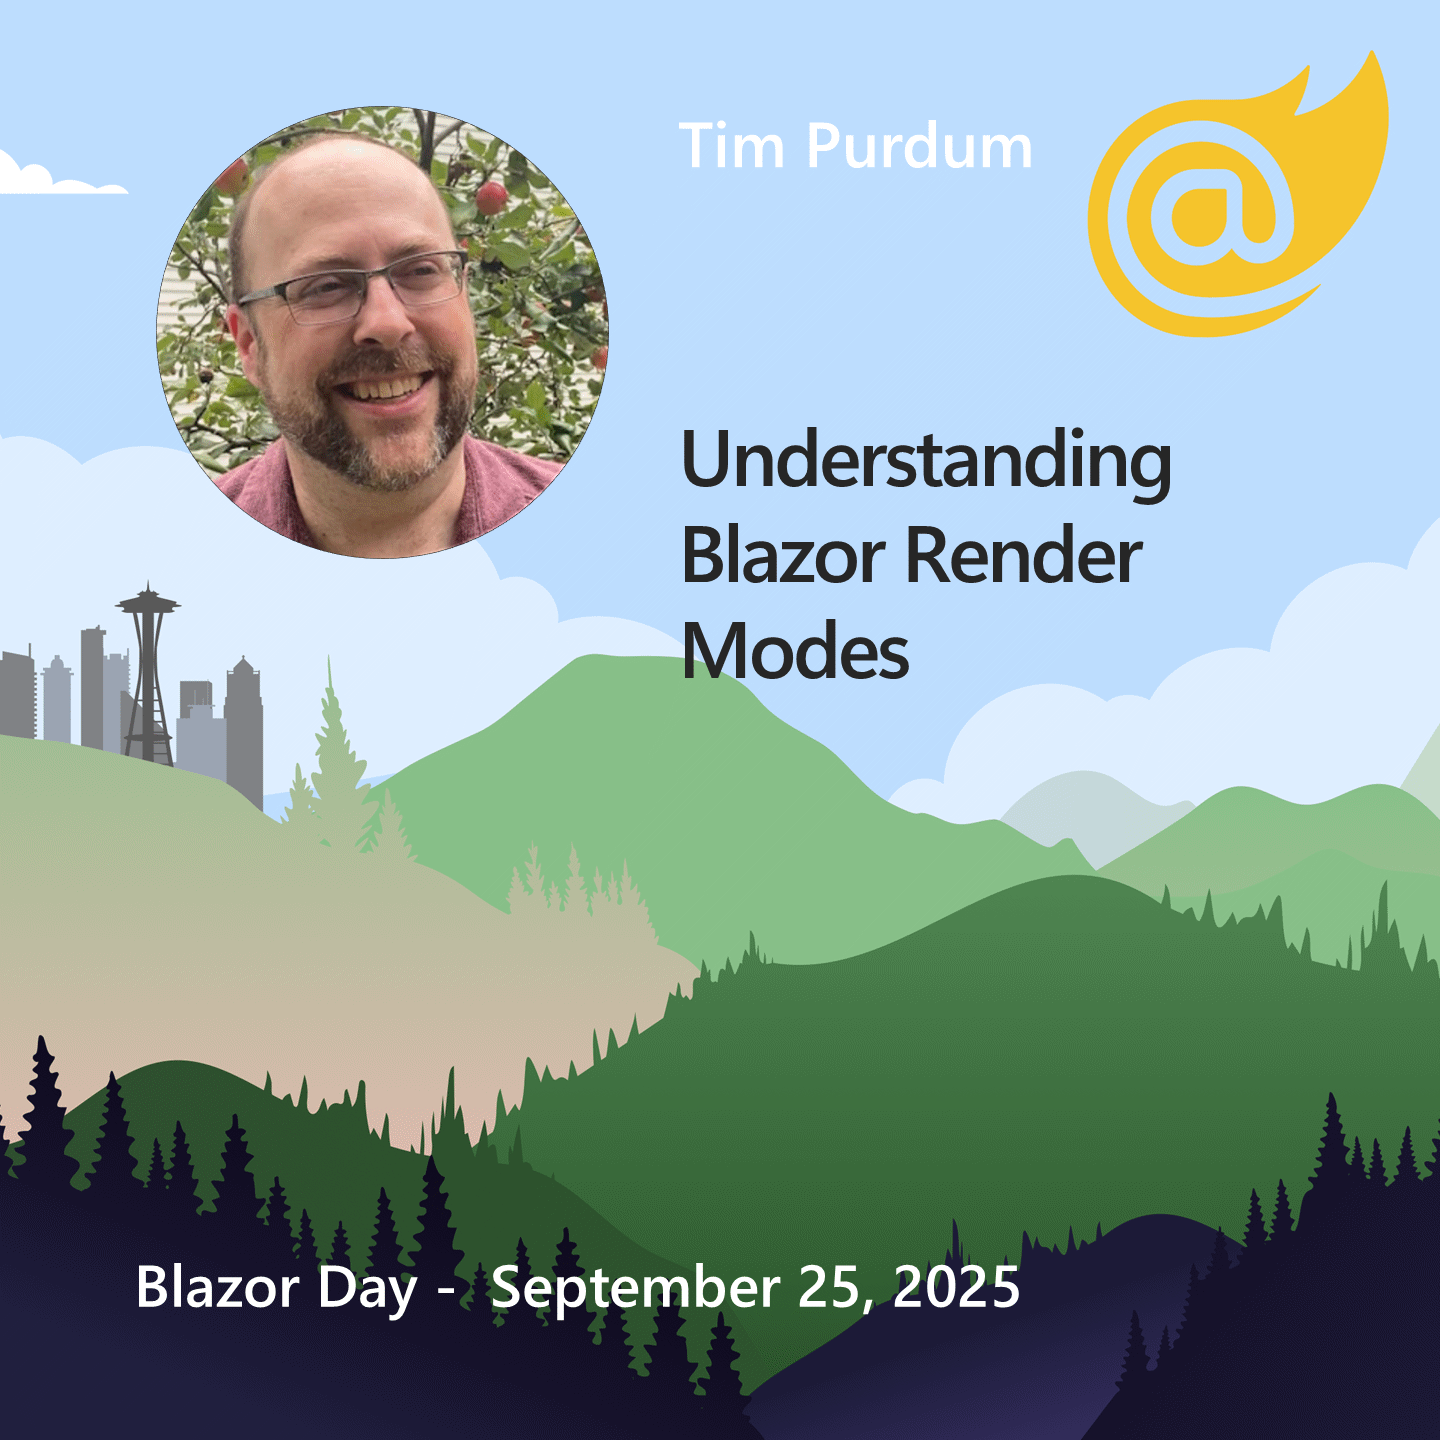 Tim Purdum
@
Understanding
Blazor Render
Modes
Blazor Day - September 25, 2025